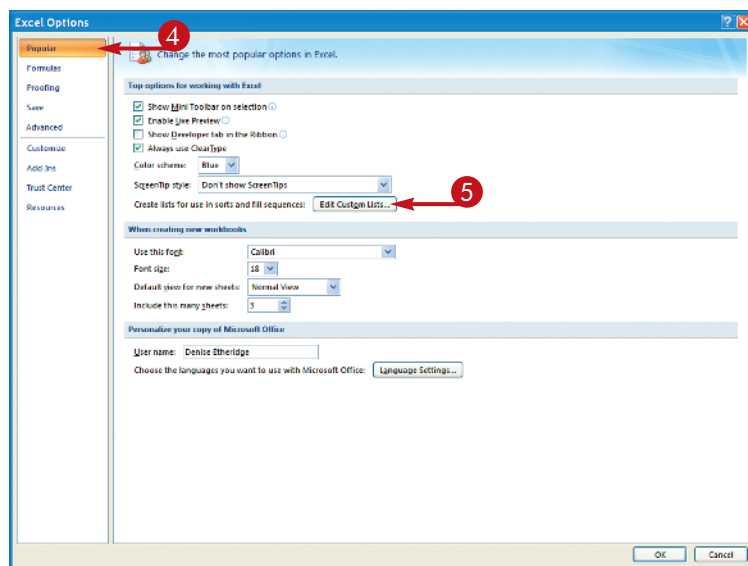 Excel Options
Popular
Formulas
Proofing
Save
Advanced
Customize
Add-Ins
Trust Center
Resources
4
Change the most popular options in Excel.
Top options for working with Excel
Show Mini Toolbar on selection
Enable Live Preview
Show Developer tab in the Ribbon
Always use ClearType
Color scheme: Blue
ScreenTip style: Don't show ScreenTips
Create lists for use in sorts and fill sequences: Edit Custom Lists...
5
When creating new workbooks
Use this font: Calibri
Font size: 18
Default view for new sheets: Normal View
Include this many sheets: 3
Personalize your copy of Microsoft Office
User name: Denise Etheridge
Choose the languages you want to use with Microsoft Office: Language Settings...
OK Cancel